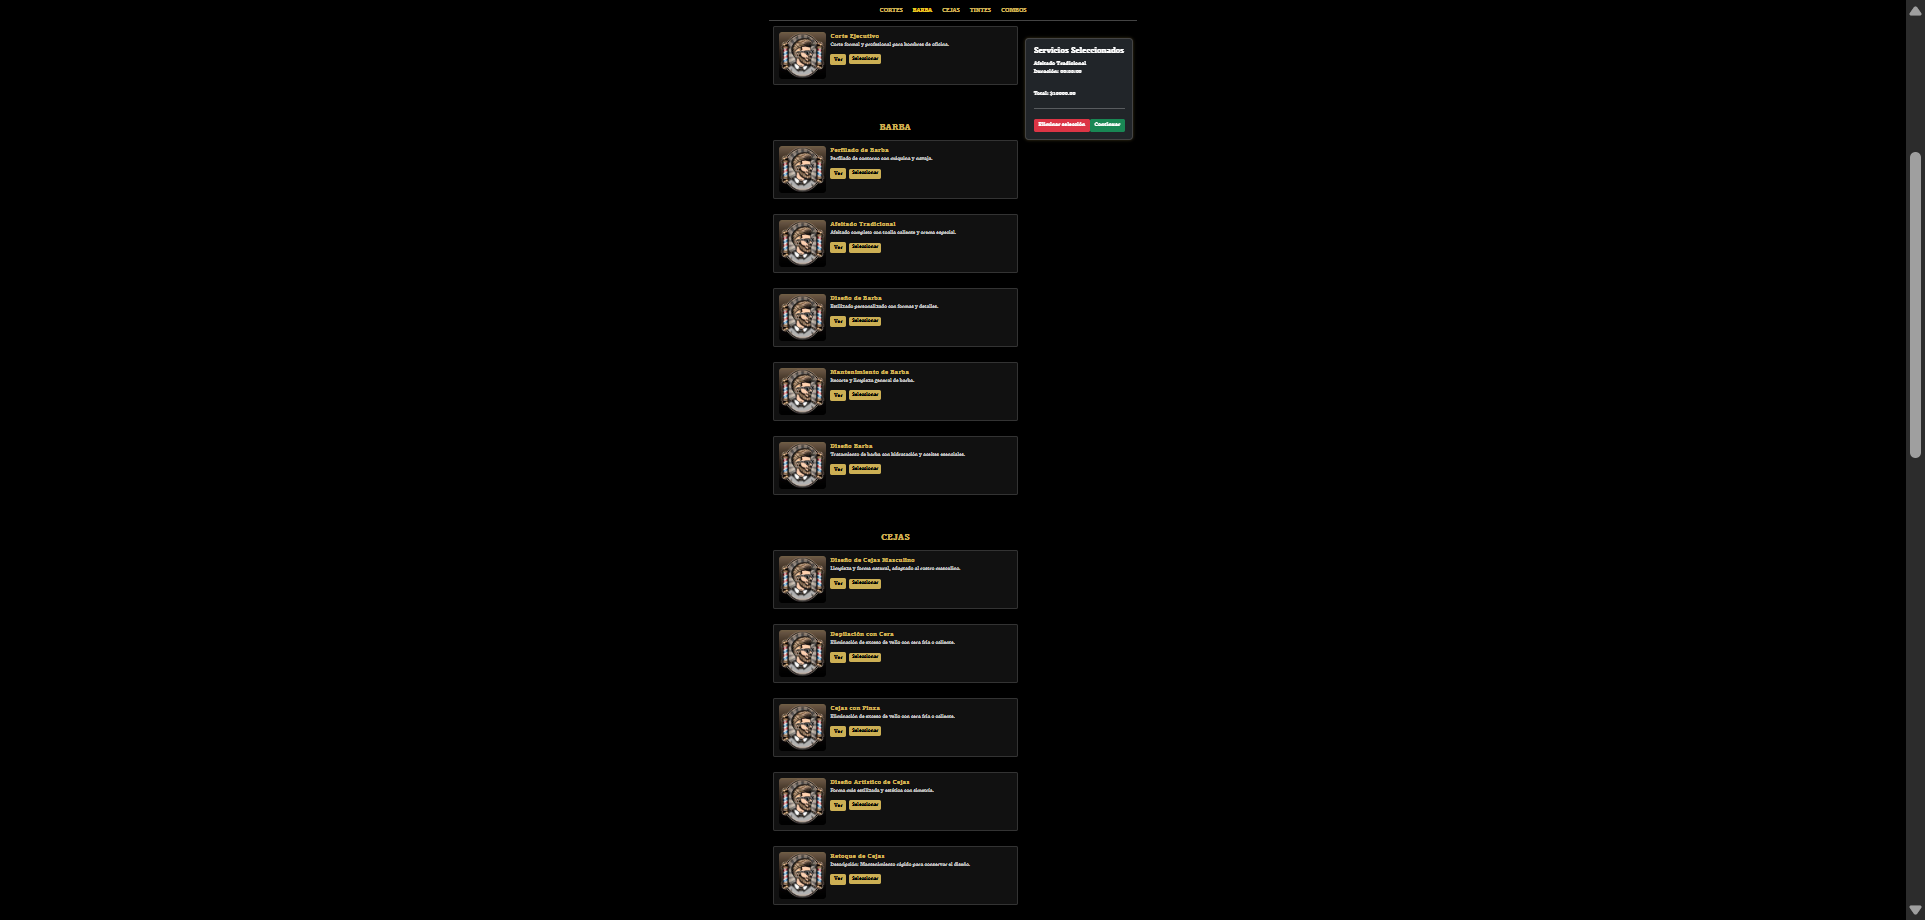 CORTES BARBA CEJAS TINTES COMBOS
Corte Ejecutivo
Corte formal y profesional para hombres de oficina.
Ver Seleccionar
Servicios Seleccionados
Afeitado Tradicional
Duración: 00:50:00
Eliminar selección Continuar
BARBA
Perfilado de Barba
Perfilado de contorno con máquina y navaja.
Ver Seleccionar
Afeitado Tradicional
Afeitado completo con toalla caliente y crema especial.
Ver Seleccionar
Diseño de Barba
Estilizado personalizado con formas y detalles.
Ver Seleccionar
Mantenimiento de Barba
Recorte y limpieza general de barba.
Ver Seleccionar
Diseño Barba
Tratamiento de barba con hidratación y aceites esenciales.
Ver Seleccionar
CEJAS
Diseño de Cejas Masculino
Limpieza y forma natural, adaptado al rostro masculino.
Ver Seleccionar
Depilación con Cera
Eliminación de exceso de vello con cera fría o caliente.
Ver Seleccionar
Cejas con Pinza
Eliminación de exceso de vello con cera fría o caliente.
Ver Seleccionar
Diseño Artístico de Cejas
Forma más estilizada y estética con simetría.
Ver Seleccionar
Retoque de Cejas
Descripción: Mantenimiento rápido para conservar el diseño.
Ver Seleccionar